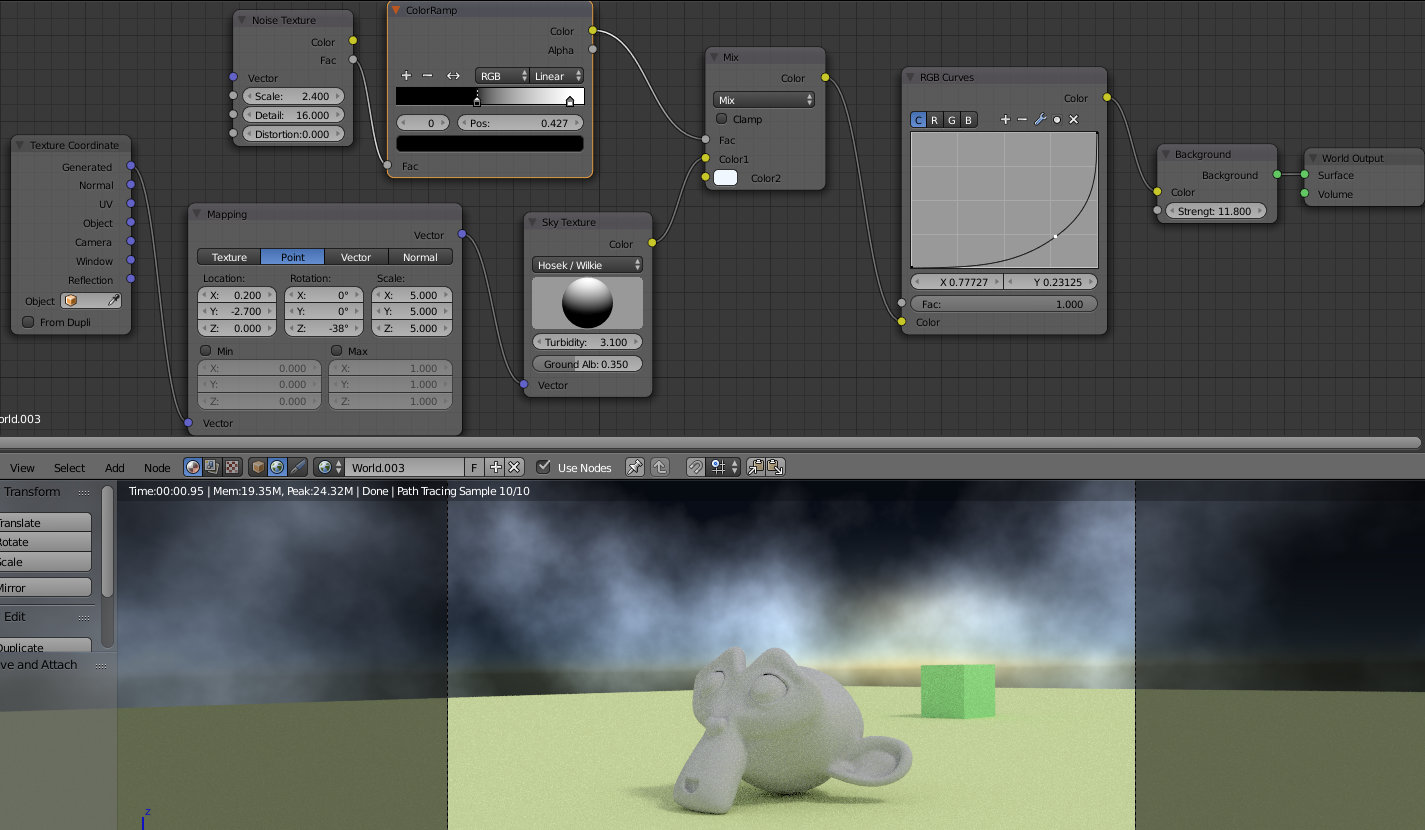 Noise Texture
Color
Fac
Vector
Scale: 2.400
Detail: 16.000
Distortion:0.000
ColorRamp
Color
Alpha
+ − RGB Linear
0 Pos: 0.427
Fac
Mix
Color
Mix
Clamp
Fac
Color1
Color2
RGB Curves
Color
C R G B
X 0.77727 Y 0.23125
Fac: 1.000
Color
Background
Background
Color
Strengt: 11.800
World Output
Surface
Volume
Texture Coordinate
Generated
Normal
UV
Object
Camera
Window
Reflection
Object
From Dupli
Mapping
Vector
Texture Point Vector Normal
Location: Rotation: Scale:
X: 0.200 X: 0° X: 5.000
Y: -2.700 Y: 0° Y: 5.000
Z: 0.000 Z: -38° Z: 5.000
Min Max
X: 0.000 X: 1.000
Y: 0.000 Y: 1.000
Z: 0.000 Z: 1.000
Vector
Sky Texture
Color
Hosek / Wilkie
Turbidity: 3.100
Ground Alb: 0.350
Vector
orld.003
View Select Add Node World.003 F Use Nodes
Transform
Time:00:00.95 | Mem:19.35M, Peak:24.32M | Done | Path Tracing Sample 10/10
ranslate
otate
cale
Mirror
Edit
uplicate
ve and Attach
z